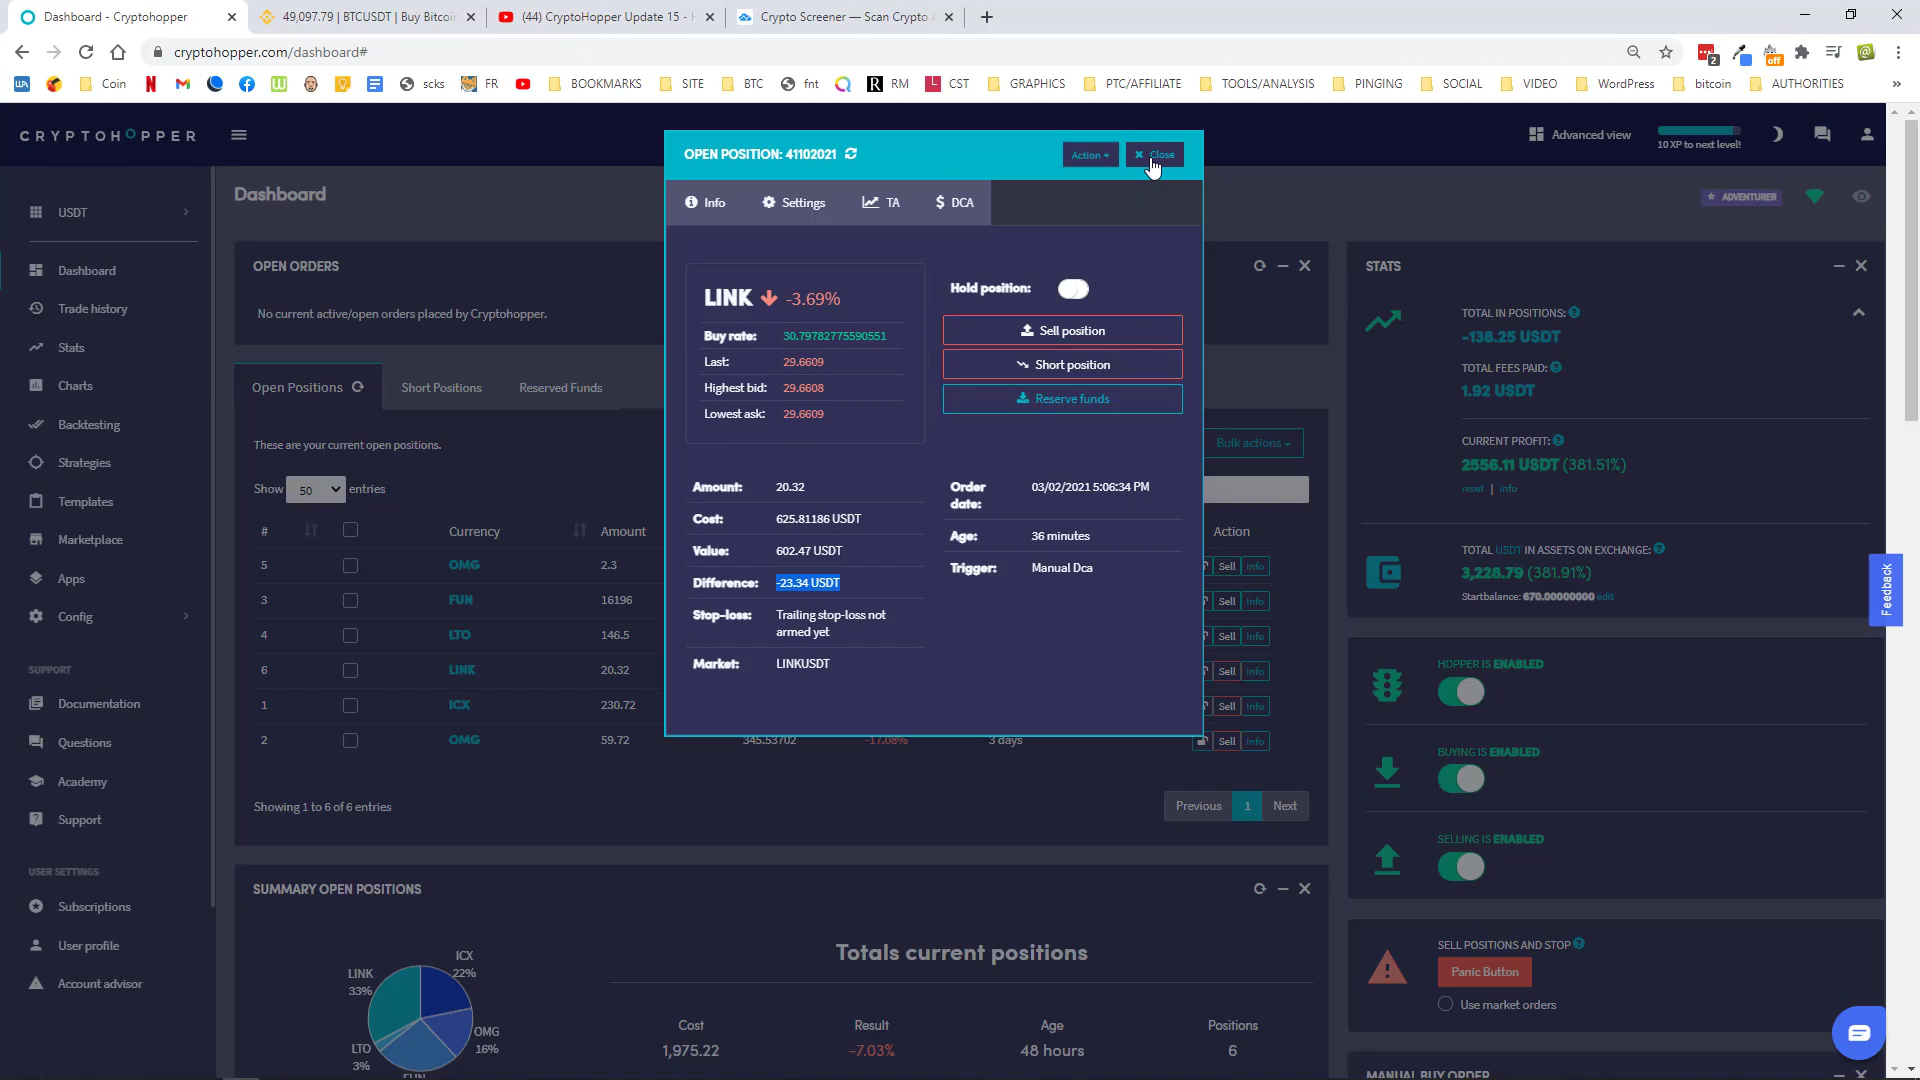 Dashboard - Cryptohopper
49,097.79 | BTCUSDT | Buy Bitcoin
(44) CryptoHopper Update 15 -
Crypto Screener — Scan Crypto
cryptohopper.com/dashboard#
Coin
scks
FR
BOOKMARKS
SITE
BTC
fnt
RM
CST
GRAPHICS
PTC/AFFILIATE
TOOLS/ANALYSIS
PINGING
SOCIAL
VIDEO
WordPress
bitcoin
AUTHORITIES
CRYPTOHOPPER
Advanced view
10 XP to next level!
USDT
Dashboard
Trade history
Stats
Charts
Backtesting
Strategies
Templates
Marketplace
Apps
Config
SUPPORT
Documentation
Questions
Academy
Support
USER SETTINGS
Subscriptions
User profile
Account advisor
Dashboard
ADVENTURER
OPEN ORDERS
No current active/open orders placed by Cryptohopper.
Open Positions
Short Positions
Reserved Funds
These are your current open positions.
Bulk actions
Show 50 entries
# Currency Amount Action
5 OMG 2.3 Sell Info
3 FUN 16196 Sell Info
4 LTO 146.5 Sell Info
6 LINK 20.32 Sell Info
1 ICX 230.72 Sell Info
2 OMG 59.72 345.53702 -17.08% 3 days Sell Info
Showing 1 to 6 of 6 entries
Previous 1 Next
OPEN POSITION: 41102021
Action
Close
Info
Settings
TA
DCA
LINK -3.69%
Buy rate: 30.79782775590551
Last: 29.6609
Highest bid: 29.6608
Lowest ask: 29.6609
Hold position:
Sell position
Short position
Reserve funds
Amount: 20.32
Cost: 625.81186 USDT
Value: 602.47 USDT
Difference: -23.34 USDT
Stop-loss: Trailing stop-loss not
armed yet
Market: LINKUSDT
Order
date: 03/02/2021 5:06:34 PM
Age: 36 minutes
Trigger: Manual Dca
SUMMARY OPEN POSITIONS
ICX
22%
LINK
33%
OMG
16%
LTO
3%
FUN
Totals current positions
Cost Result Age Positions
1,975.22 -7.03% 48 hours 6
STATS
TOTAL IN POSITIONS:
-138.25 USDT
TOTAL FEES PAID:
1.92 USDT
CURRENT PROFIT:
2556.11 USDT (381.51%)
reset | info
TOTAL USDT IN ASSETS ON EXCHANGE:
3,228.79 (381.91%)
Startbalance: 670.00000000 edit
HOPPER IS ENABLED
BUYING IS ENABLED
SELLING IS ENABLED
SELL POSITIONS AND STOP
Panic Button
Use market orders
MANUAL BUY ORDER
Feedback